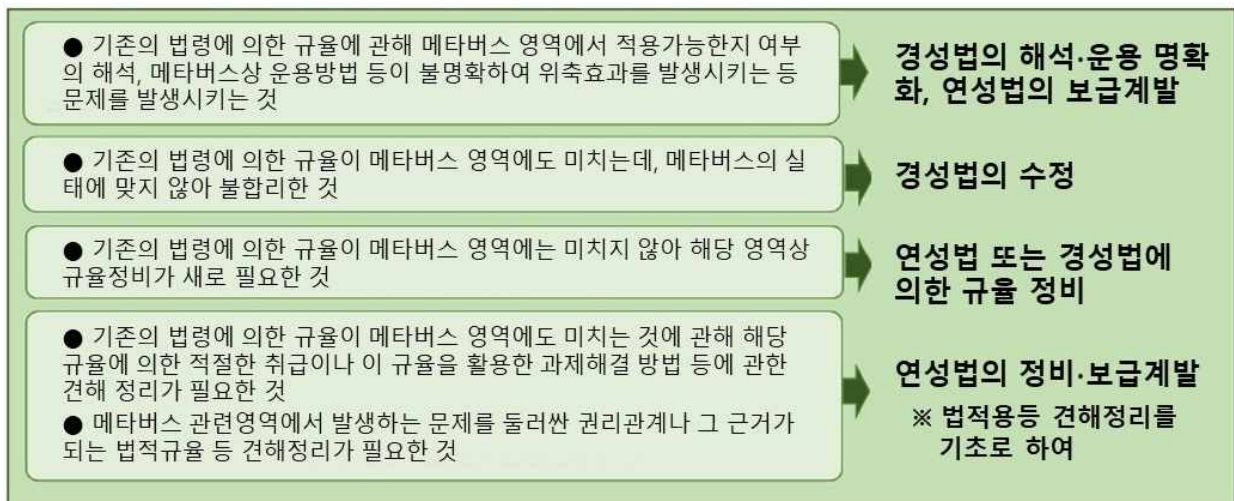 ● 기존의 법령에 의한 규율에 관해 메타버스 영역에서 적용가능한지 여부
의 해석, 메타버스상 운용방법 등이 불명확하여 위축효과를 발생시키는 등
문제를 발생시키는 것
경성법의 해석·운용 명확
화, 연성법의 보급계발
● 기존의 법령에 의한 규율이 메타버스 영역에도 미치는데, 메타버스의 실
태에 맞지 않아 불합리한 것
경성법의 수정
● 기존의 법령에 의한 규율이 메타버스 영역에는 미치지 않아 해당 영역상
규율정비가 새로 필요한 것
연성법 또는 경성법에
의한 규율 정비
● 기존의 법령에 의한 규율이 메타버스 영역에도 미치는 것에 관해 해당
규율에 의한 적절한 취급이나 이 규율을 활용한 과제해결 방법 등에 관한
견해 정리가 필요한 것
● 메타버스 관련영역에서 발생하는 문제를 둘러싼 권리관계나 그 근거가
되는 법적규율 등 견해정리가 필요한 것
연성법의 정비·보급계발
※ 법적용등 견해정리를
기초로 하여